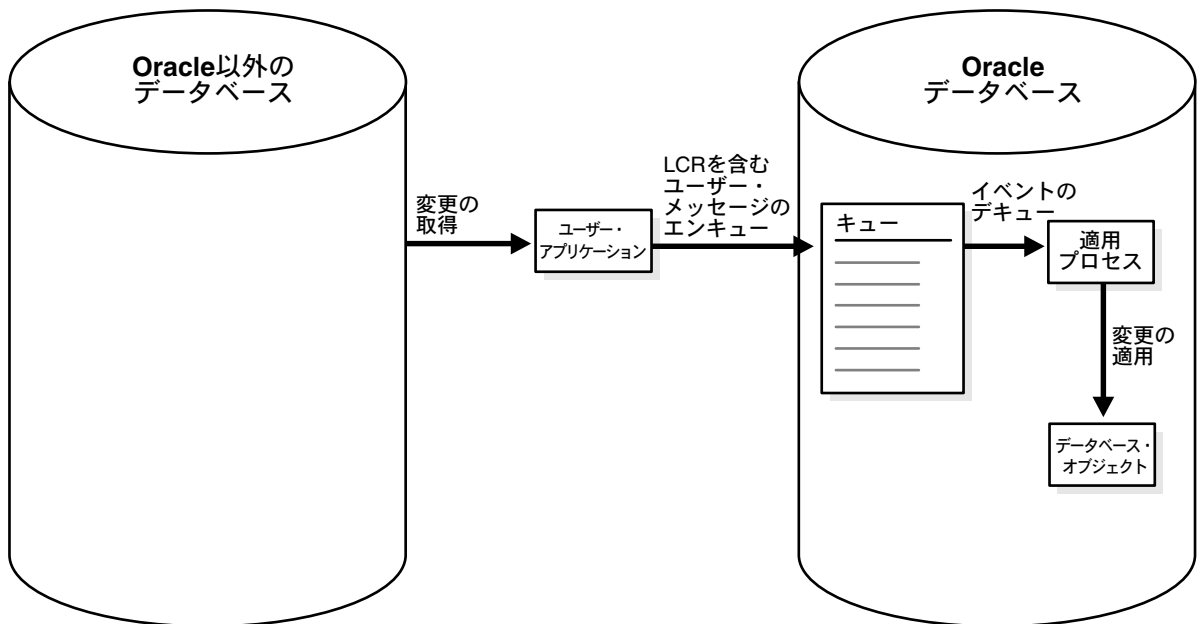 Oracle以外の
データベース
変更の
取得
ユーザー・
アプリケーション
LCRを含む
ユーザー・
メッセージの
エンキュー
Oracle
データベース
キュー
イベントの
デキュー
適用
プロセス
変更の
適用
データベース・
オブジェクト